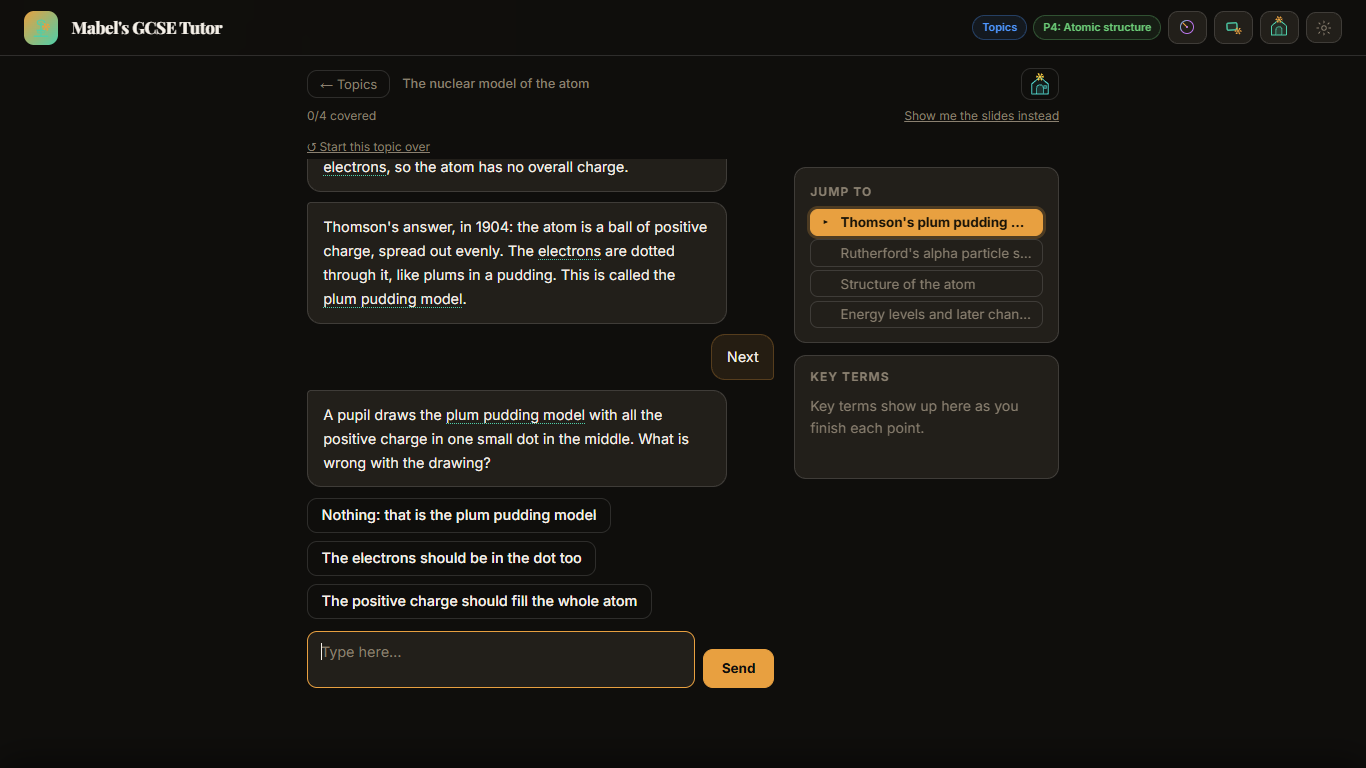 Mabel's GCSE Tutor
Topics
P4: Atomic structure
← Topics
The nuclear model of the atom
0/4 covered
Show me the slides instead
↺ Start this topic over
electrons, so the atom has no overall charge.
Thomson's answer, in 1904: the atom is a ball of positive
charge, spread out evenly. The electrons are dotted
through it, like plums in a pudding. This is called the
plum pudding model.
Next
A pupil draws the plum pudding model with all the
positive charge in one small dot in the middle. What is
wrong with the drawing?
Nothing: that is the plum pudding model
The electrons should be in the dot too
The positive charge should fill the whole atom
Type here...
Send
JUMP TO
Thomson's plum pudding ...
Rutherford's alpha particle s...
Structure of the atom
Energy levels and later chan...
KEY TERMS
Key terms show up here as you
finish each point.